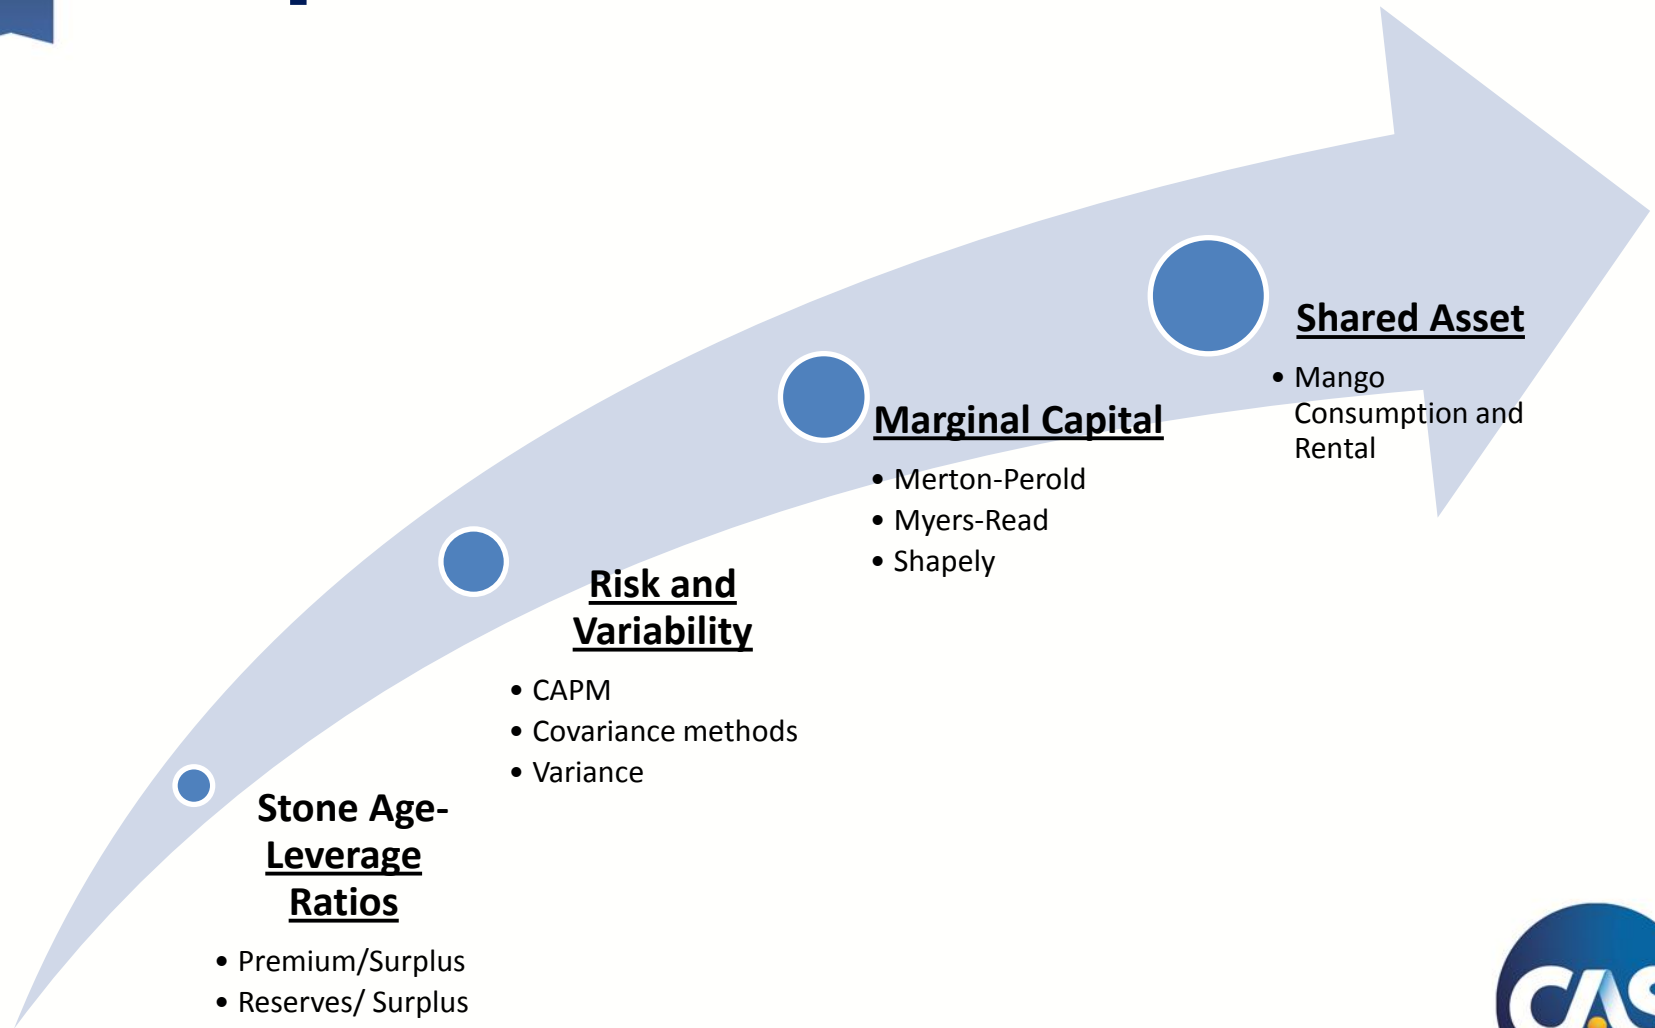 Stone Age-
Leverage
Ratios
• Premium/Surplus
• Reserves/ Surplus
Risk and
Variability
• CAPM
• Covariance methods
• Variance
Marginal Capital
• Merton-Perold
• Myers-Read
• Shapely
Shared Asset
• Mango
Consumption and
Rental
CAS